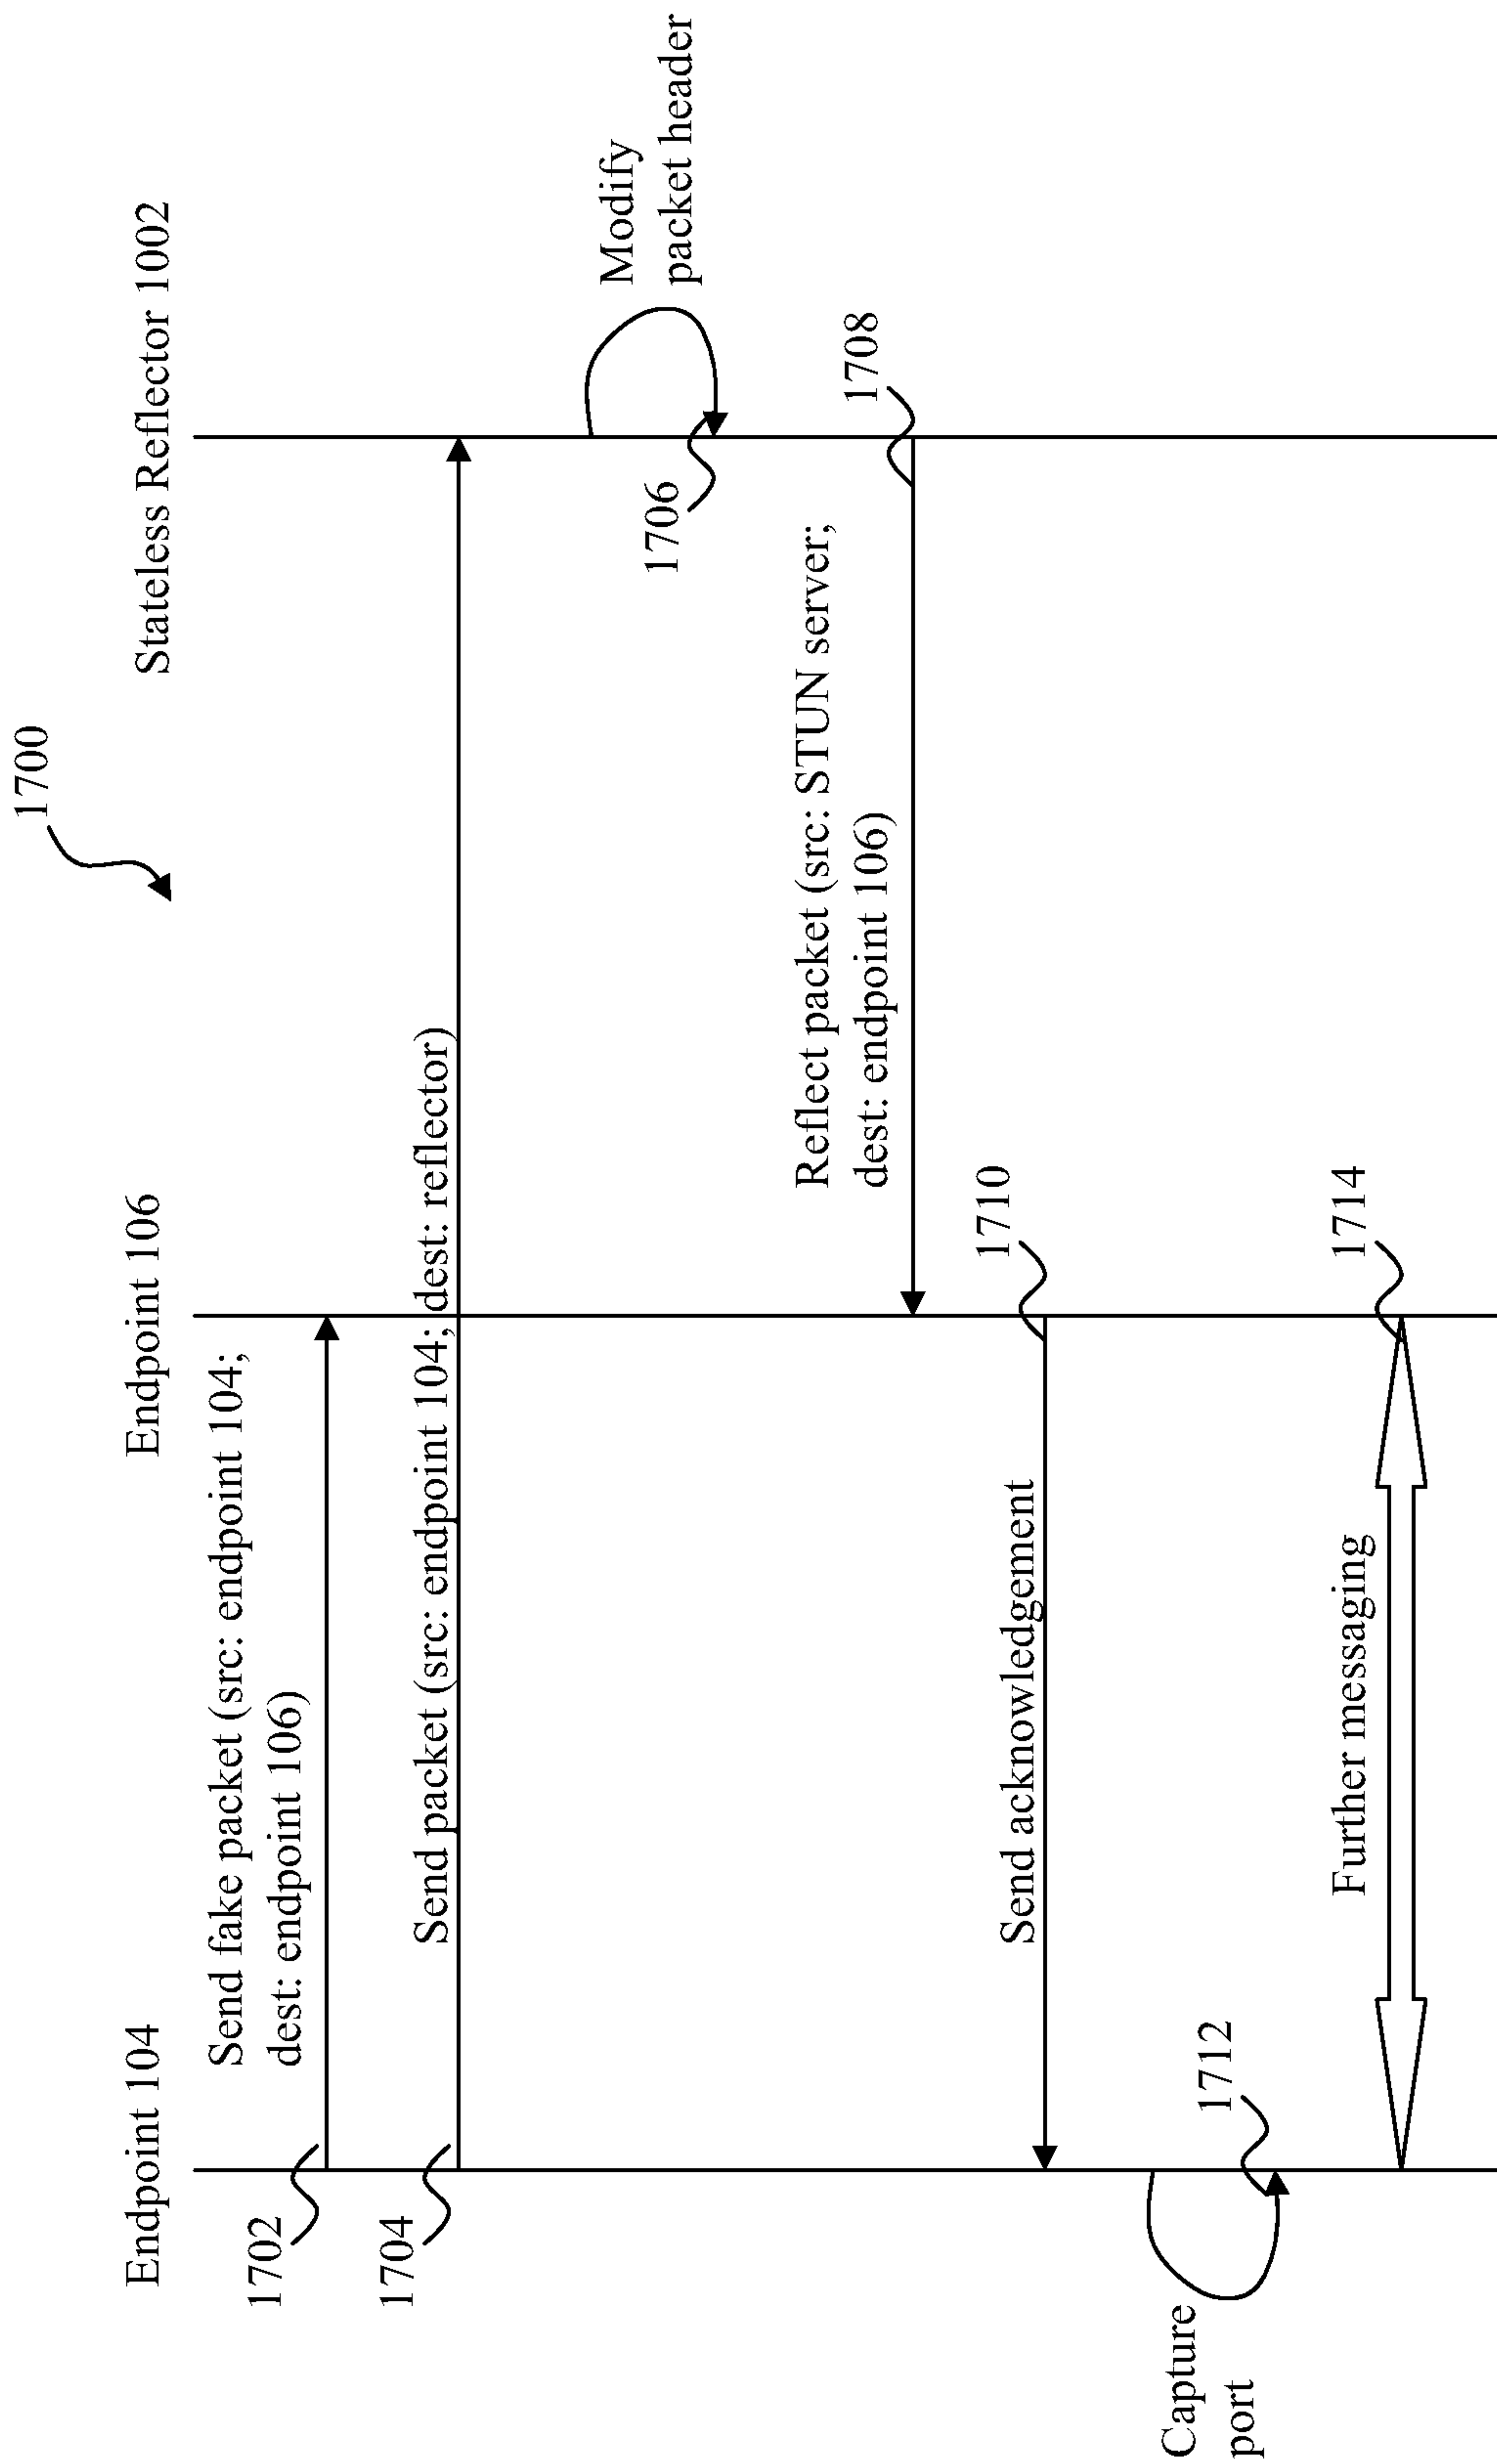 1700
Endpoint 104
Endpoint 106
Stateless Reflector 1002
Send fake packet (src: endpoint 104;
dest: endpoint 106)
1702
Send packet (src: endpoint 104; dest: reflector)
1704
Modify
packet header
1706
Reflect packet (src: STUN server;
dest: endpoint 106)
1708
Send acknowledgement
1710
Capture
port
1712
Further messaging
1714